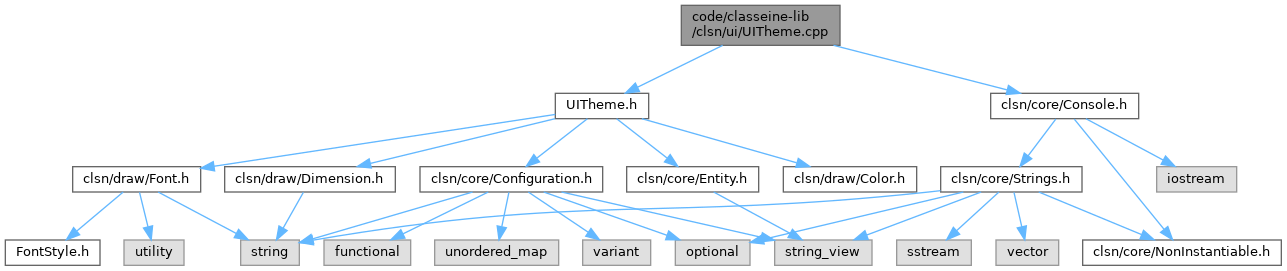 code/classeine-lib
/clsn/ui/UITheme.cpp
UITheme.h
clsn/core/Console.h
clsn/draw/Font.h
clsn/draw/Dimension.h
clsn/core/Configuration.h
clsn/core/Entity.h
clsn/draw/Color.h
clsn/core/Strings.h
iostream
FontStyle.h
utility
string
functional
unordered_map
variant
optional
string_view
sstream
vector
clsn/core/NonInstantiable.h